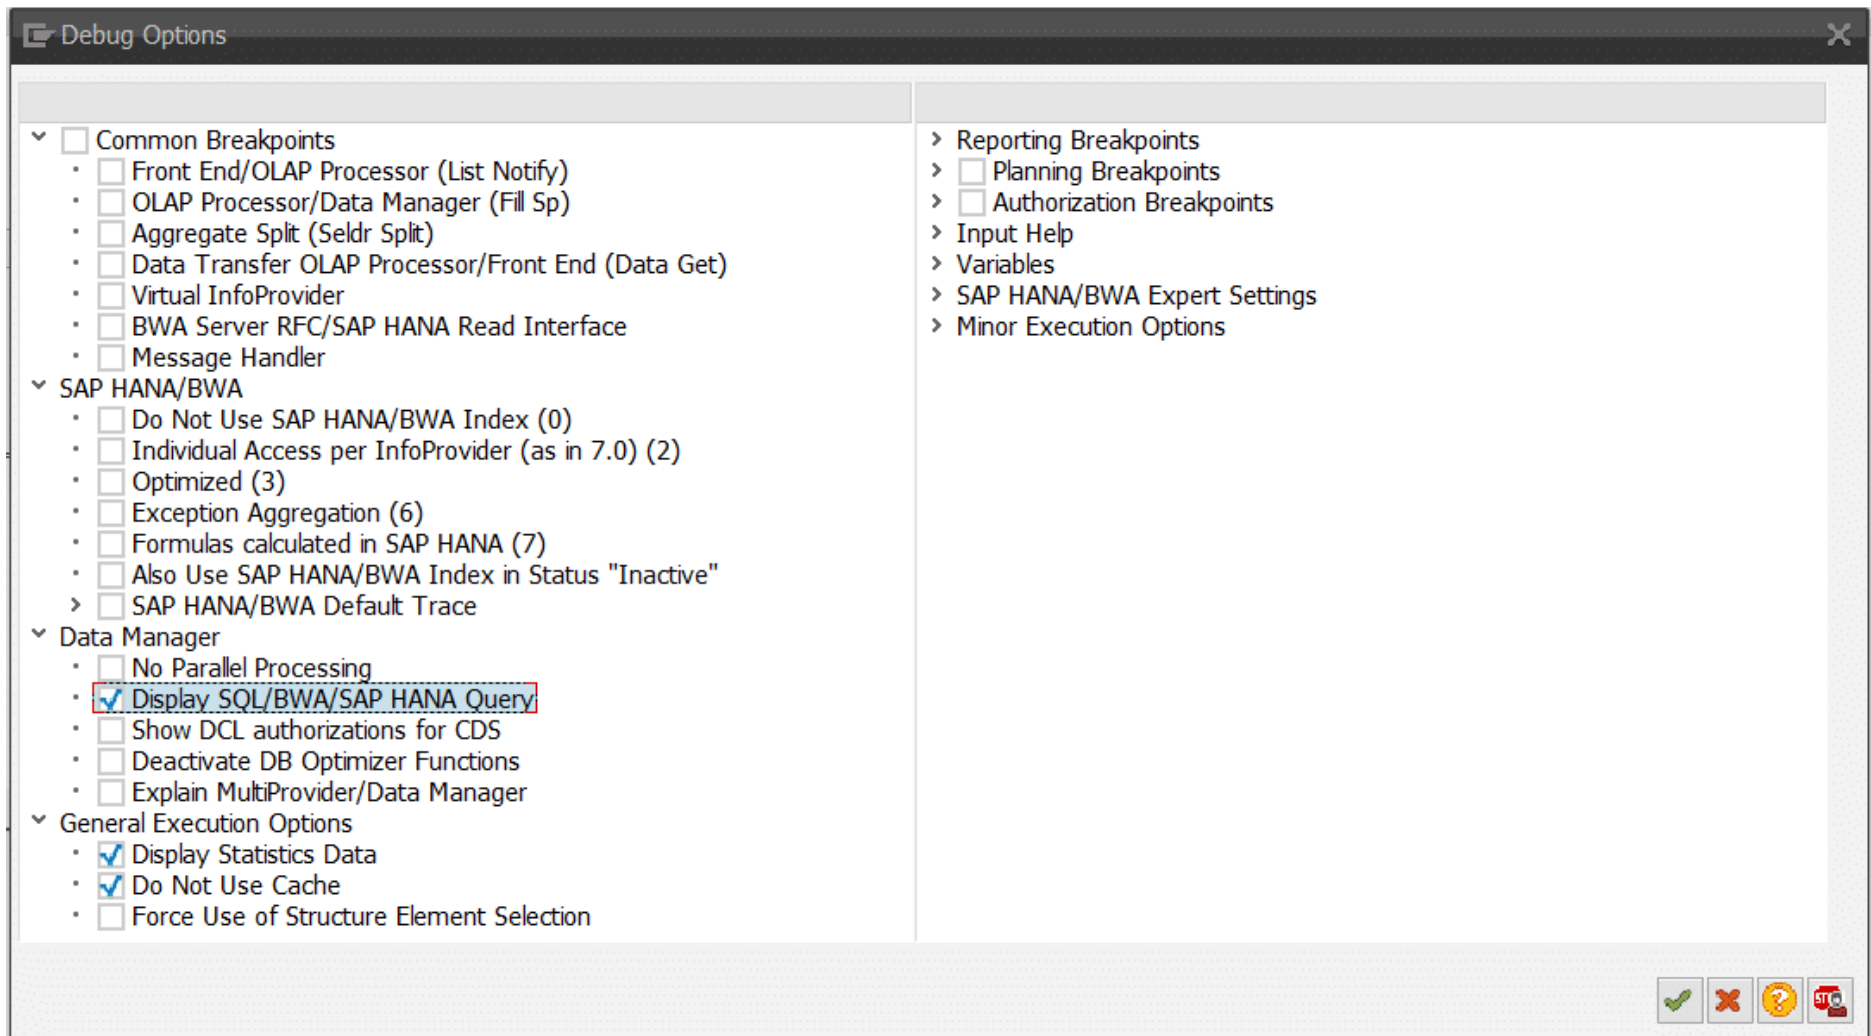 Debug Options
Common Breakpoints
Front End/OLAP Processor (List Notify)
OLAP Processor/Data Manager (Fill Sp)
Aggregate Split (Seldr Split)
Data Transfer OLAP Processor/Front End (Data Get)
Virtual InfoProvider
BWA Server RFC/SAP HANA Read Interface
Message Handler
SAP HANA/BWA
Do Not Use SAP HANA/BWA Index (0)
Individual Access per InfoProvider (as in 7.0) (2)
Optimized (3)
Exception Aggregation (6)
Formulas calculated in SAP HANA (7)
Also Use SAP HANA/BWA Index in Status "Inactive"
SAP HANA/BWA Default Trace
Data Manager
No Parallel Processing
Display SQL/BWA/SAP HANA Query
Show DCL authorizations for CDS
Deactivate DB Optimizer Functions
Explain MultiProvider/Data Manager
General Execution Options
Display Statistics Data
Do Not Use Cache
Force Use of Structure Element Selection
Reporting Breakpoints
Planning Breakpoints
Authorization Breakpoints
Input Help
Variables
SAP HANA/BWA Expert Settings
Minor Execution Options